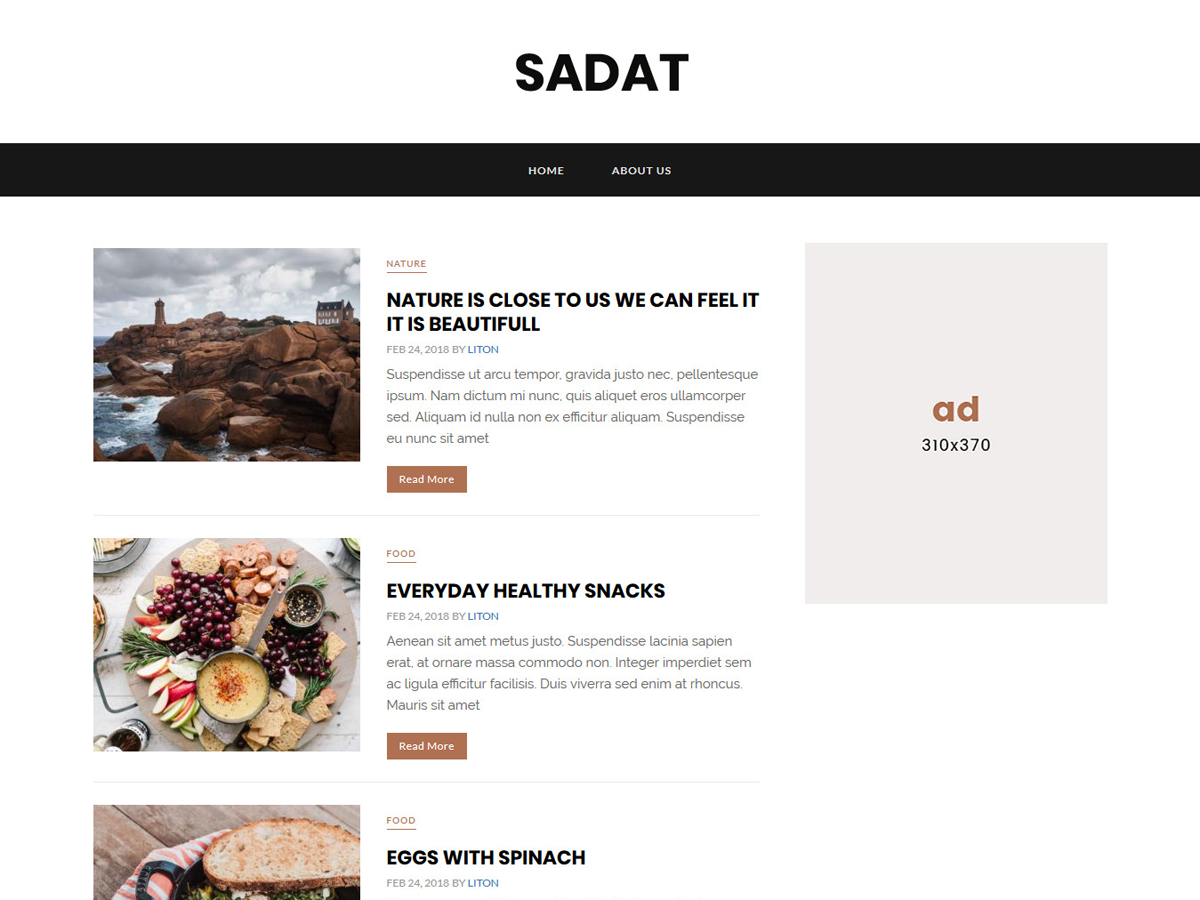 SADAT
HOME
ABOUT US
NATURE
NATURE IS CLOSE TO US WE CAN FEEL IT
IT IS BEAUTIFULL
FEB 24, 2018 BY LITON
Suspendisse ut arcu tempor, gravida justo nec, pellentesque
ipsum. Nam dictum mi nunc, quis aliquet eros ullamcorper
sed. Aliquam id nulla non ex efficitur aliquam. Suspendisse
eu nunc sit amet
Read More
FOOD
EVERYDAY HEALTHY SNACKS
FEB 24, 2018 BY LITON
Aenean sit amet metus justo. Suspendisse lacinia sapien
erat, at ornare massa commodo non. Integer imperdiet sem
ac ligula efficitur facilisis. Duis viverra sed enim at rhoncus.
Mauris sit amet
Read More
FOOD
EGGS WITH SPINACH
FEB 24, 2018 BY LITON
ad
310x370